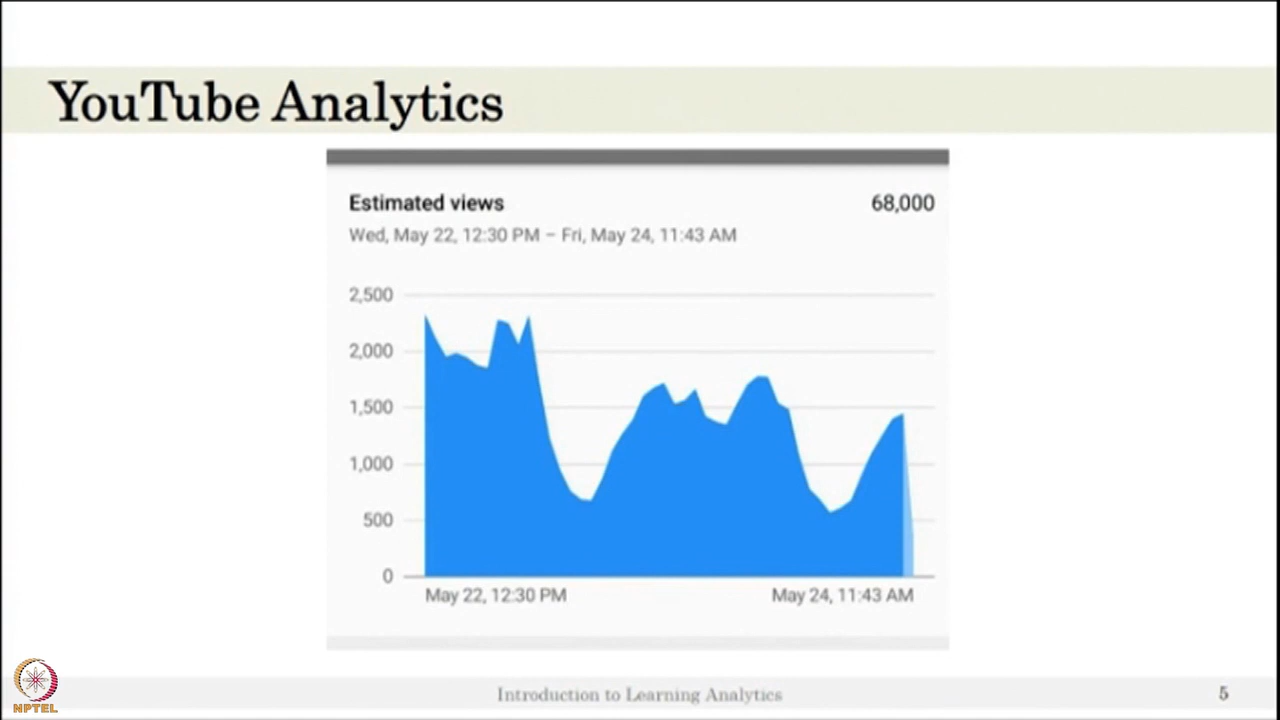 YouTube Analytics
Estimated views 68,000
Wed, May 22, 12:30 PM – Fri, May 24, 11:43 AM
2,500
2,000
1,500
1,000
500
0
May 22, 12:30 PM May 24, 11:43 AM
NPTEL
Introduction to Learning Analytics 5